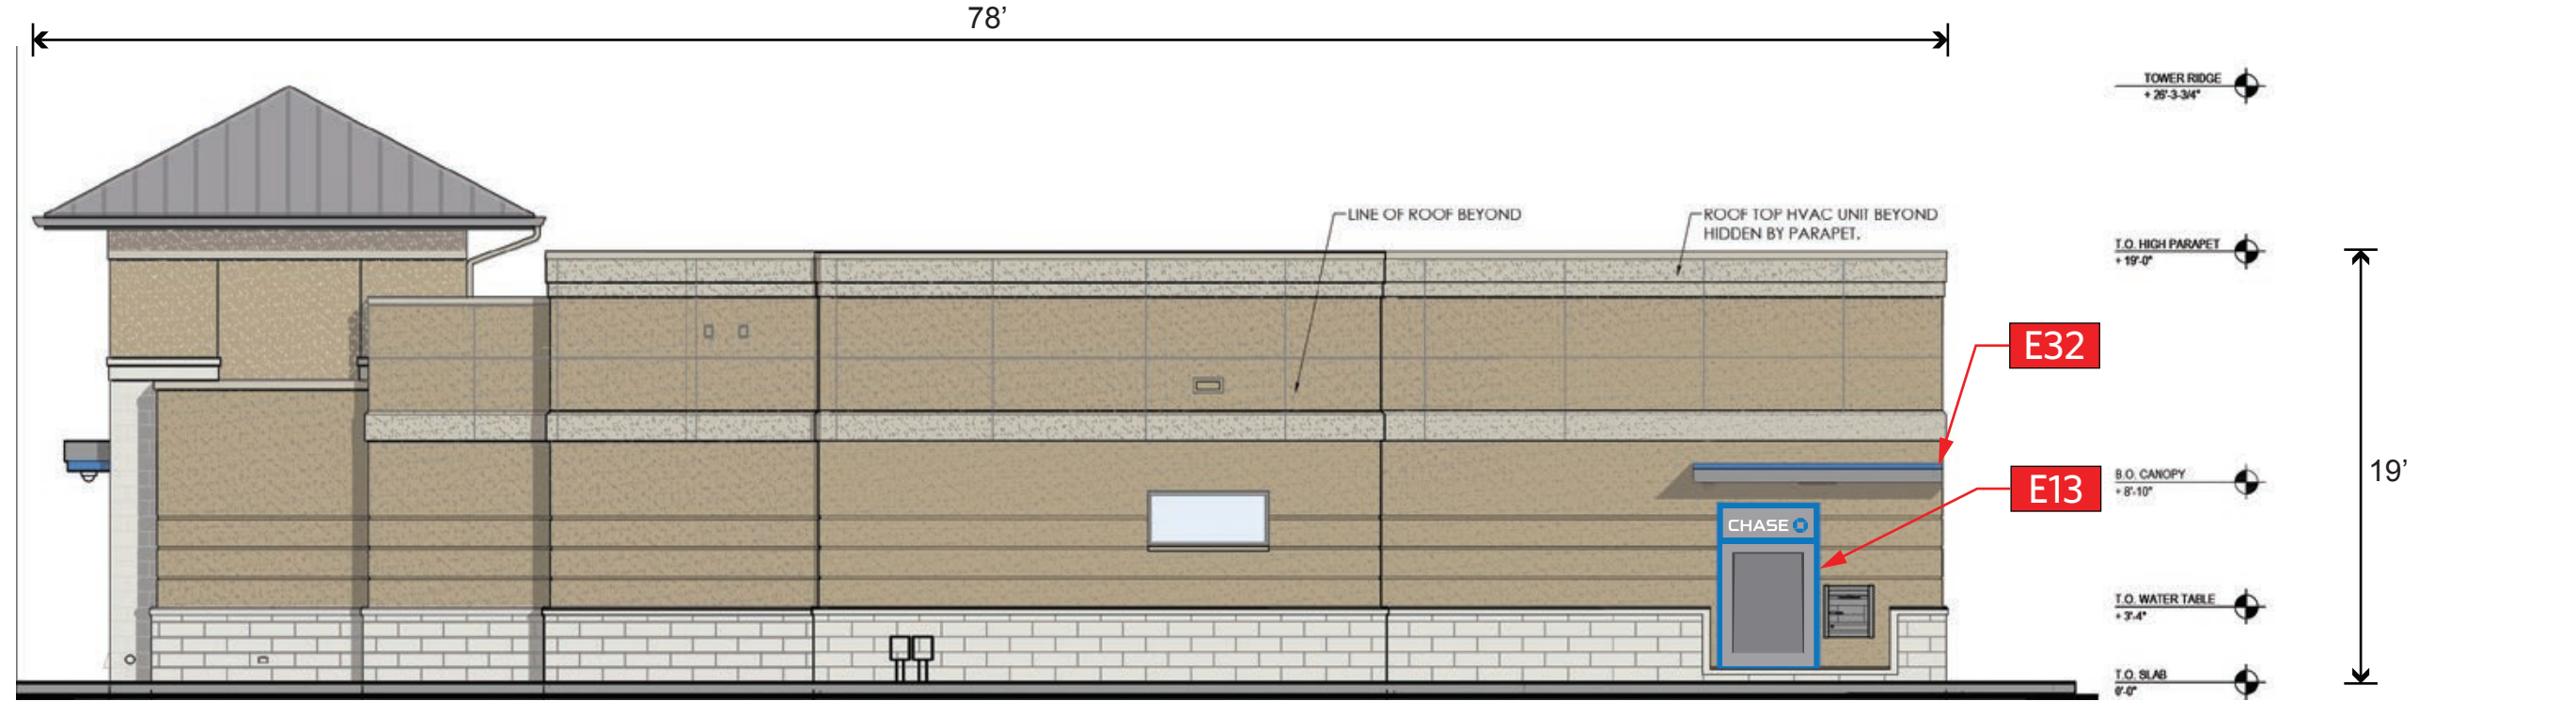 78’
TOWER RIDGE
+ 26'-3-3/4"
LINE OF ROOF BEYOND
ROOF TOP HVAC UNIT BEYOND
HIDDEN BY PARAPET.
T.O. HIGH PARAPET
+ 19'-0"
E32
B.O. CANOPY
+ 8'-10"
19’
E13
CHASE
T.O. WATER TABLE
+ 3'-4"
T.O. SLAB
0'-0"